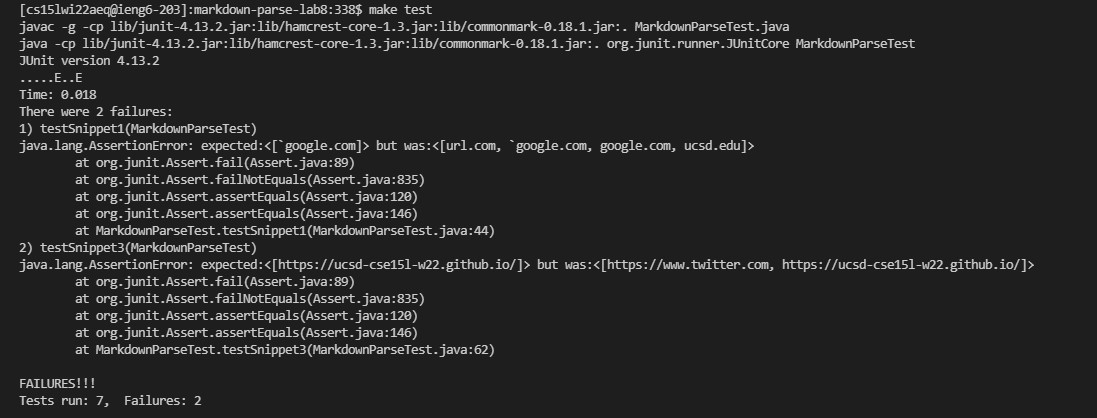 [cs15lwi22aeq@ieng6-203]:markdown-parse-lab8:338$ make test
javac -g -cp lib/junit-4.13.2.jar:lib/hamcrest-core-1.3.jar:lib/commonmark-0.18.1.jar:. MarkdownParseTest.java
java -cp lib/junit-4.13.2.jar:lib/hamcrest-core-1.3.jar:lib/commonmark-0.18.1.jar:. org.junit.runner.JUnitCore MarkdownParseTest
JUnit version 4.13.2
.....E..E
Time: 0.018
There were 2 failures:
1) testSnippet1(MarkdownParseTest)
java.lang.AssertionError: expected:<[`google.com]> but was:<[url.com, `google.com, google.com, ucsd.edu]>
        at org.junit.Assert.fail(Assert.java:89)
        at org.junit.Assert.failNotEquals(Assert.java:835)
        at org.junit.Assert.assertEquals(Assert.java:120)
        at org.junit.Assert.assertEquals(Assert.java:146)
        at MarkdownParseTest.testSnippet1(MarkdownParseTest.java:44)
2) testSnippet3(MarkdownParseTest)
java.lang.AssertionError: expected:<[https://ucsd-cse15l-w22.github.io/]> but was:<[https://www.twitter.com, https://ucsd-cse15l-w22.github.io/]>
        at org.junit.Assert.fail(Assert.java:89)
        at org.junit.Assert.failNotEquals(Assert.java:835)
        at org.junit.Assert.assertEquals(Assert.java:120)
        at org.junit.Assert.assertEquals(Assert.java:146)
        at MarkdownParseTest.testSnippet3(MarkdownParseTest.java:62)

FAILURES!!!
Tests run: 7,  Failures: 2